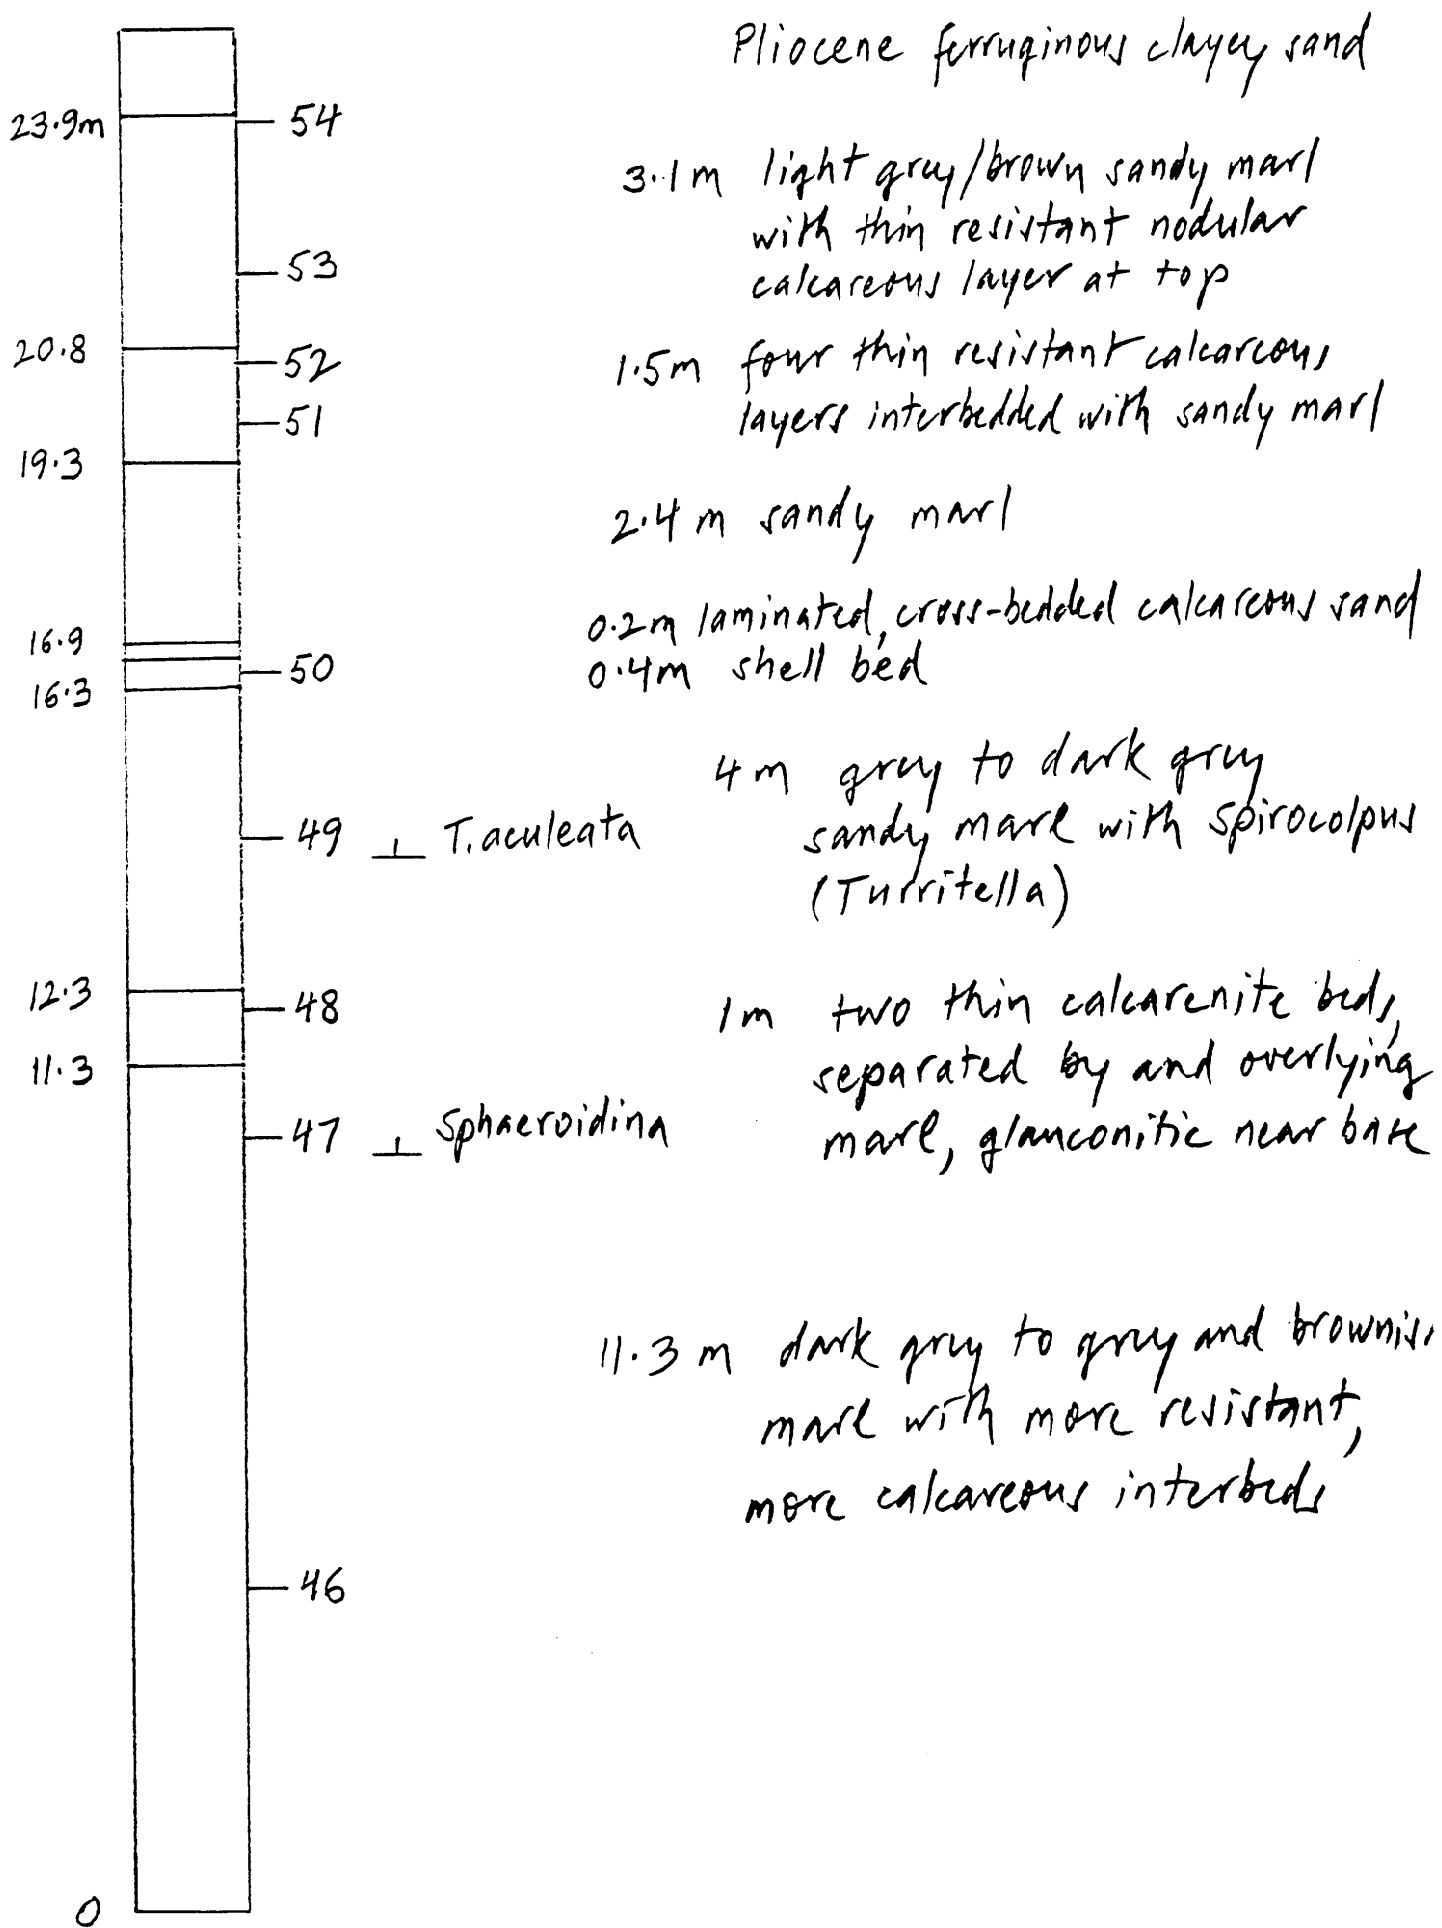 Pliocene ferruginous clayey sand
23.9m
54
3.1m light grey/brown sandy marl
with thin resistant nodular
calcareous layer at top
53
20.8
52
1.5m four thin resistant calcareous
layers interbedded with sandy marl
51
19.3
2.4m sandy marl
0.2m laminated, cross-bedded calcareous sand
16.9
50
0.4m shell bed
16.3
4m grey to dark grey
sandy marl with Spirocolpus
(Turritella)
49 T. aculeata
12.3
48
1m two thin calcarenite beds,
separated by and overlying
marl, glauconitic near base
11.3
47 Sphaeroidina
11.3m dark grey to grey and brownis
marl with more resistant,
more calcareous interbeds
46
0